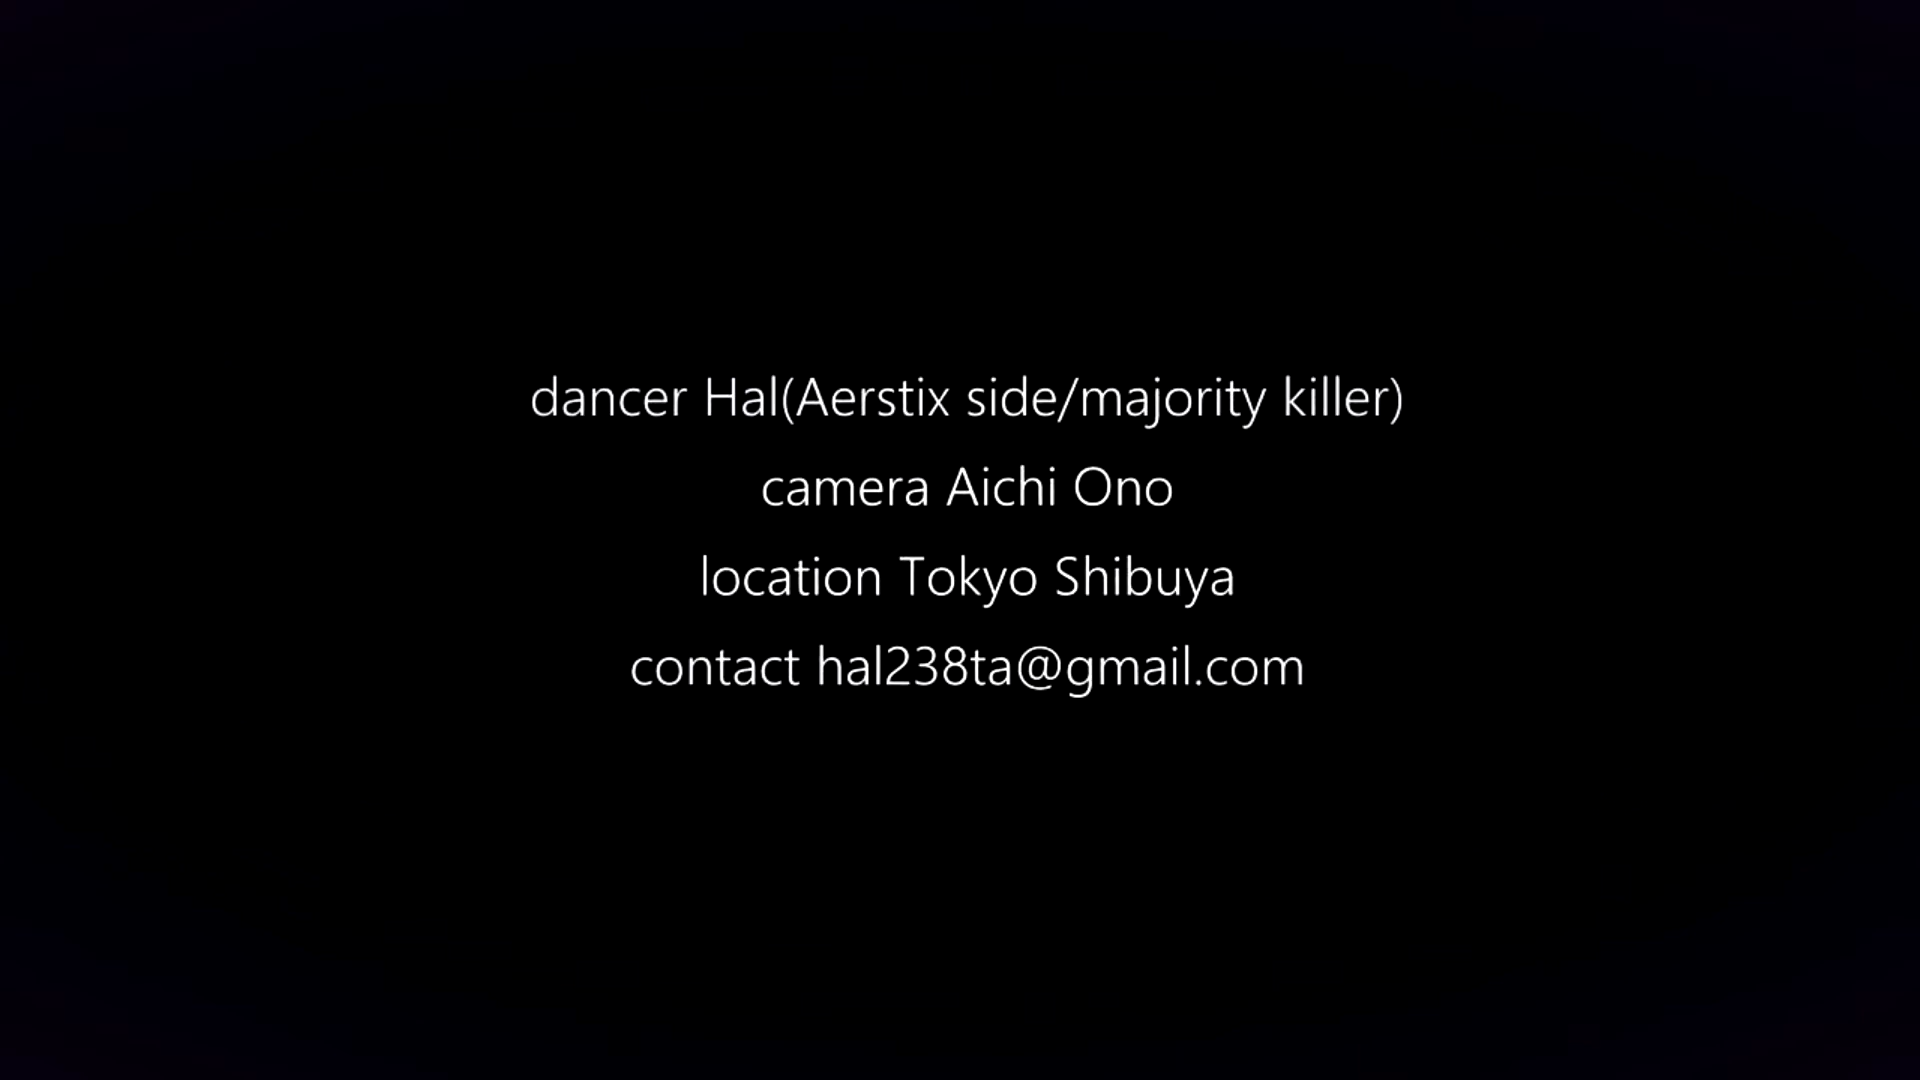 dancer Hal(Aerstix side/majority killer)
camera Aichi Ono
location Tokyo Shibuya
contact hal238ta@gmail.com